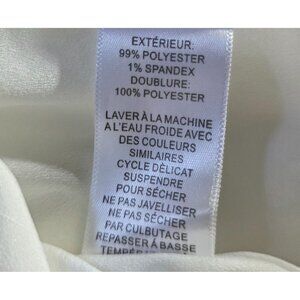 EXTÉRIEUR:
99% POLYESTER
1% SPANDEX
DOUBLURE:
100% POLYESTER
LAVER À LA MACHINE
A L'EAU FROIDE AVEC
DES COULEURS
SIMILAIRES
CYCLE DÉLICAT
SUSPENDRE
POUR SÉCHER
NE PAS JAVELLISER
NE PAS SÉCHER
PAR CULBUTAGE
REPASSER À BASSE
TEMPÉRATURE